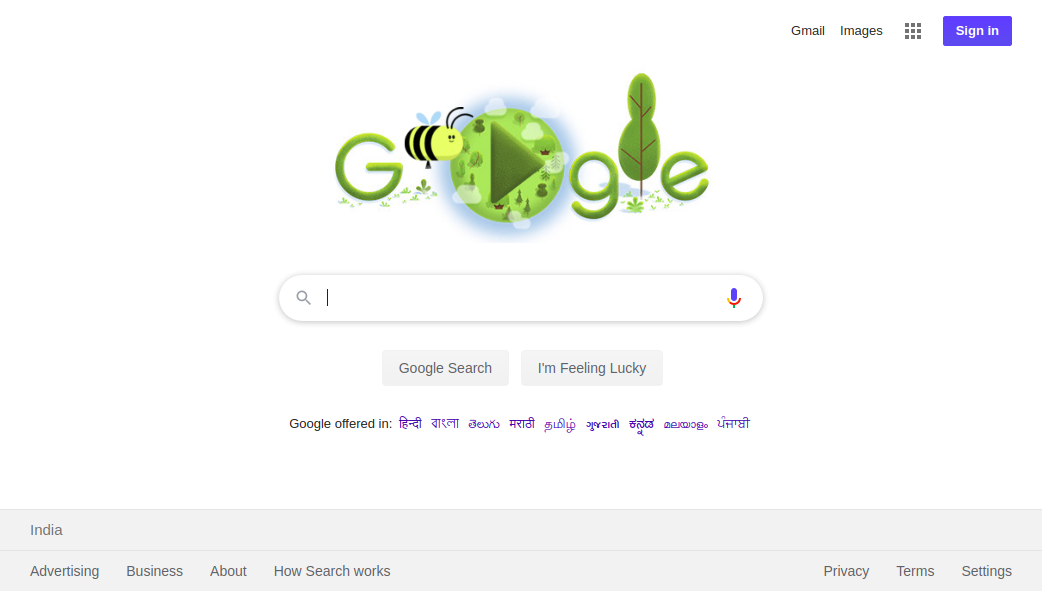 Gmail Images Sign in
Google
Google Search I'm Feeling Lucky
Google offered in: हिन्दी বাংলা తెలుగు मराठी தமிழ் ગુજરાતી ಕನ್ನಡ മലയാളം ਪੰਜਾਬੀ
India
Advertising Business About How Search works Privacy Terms Settings